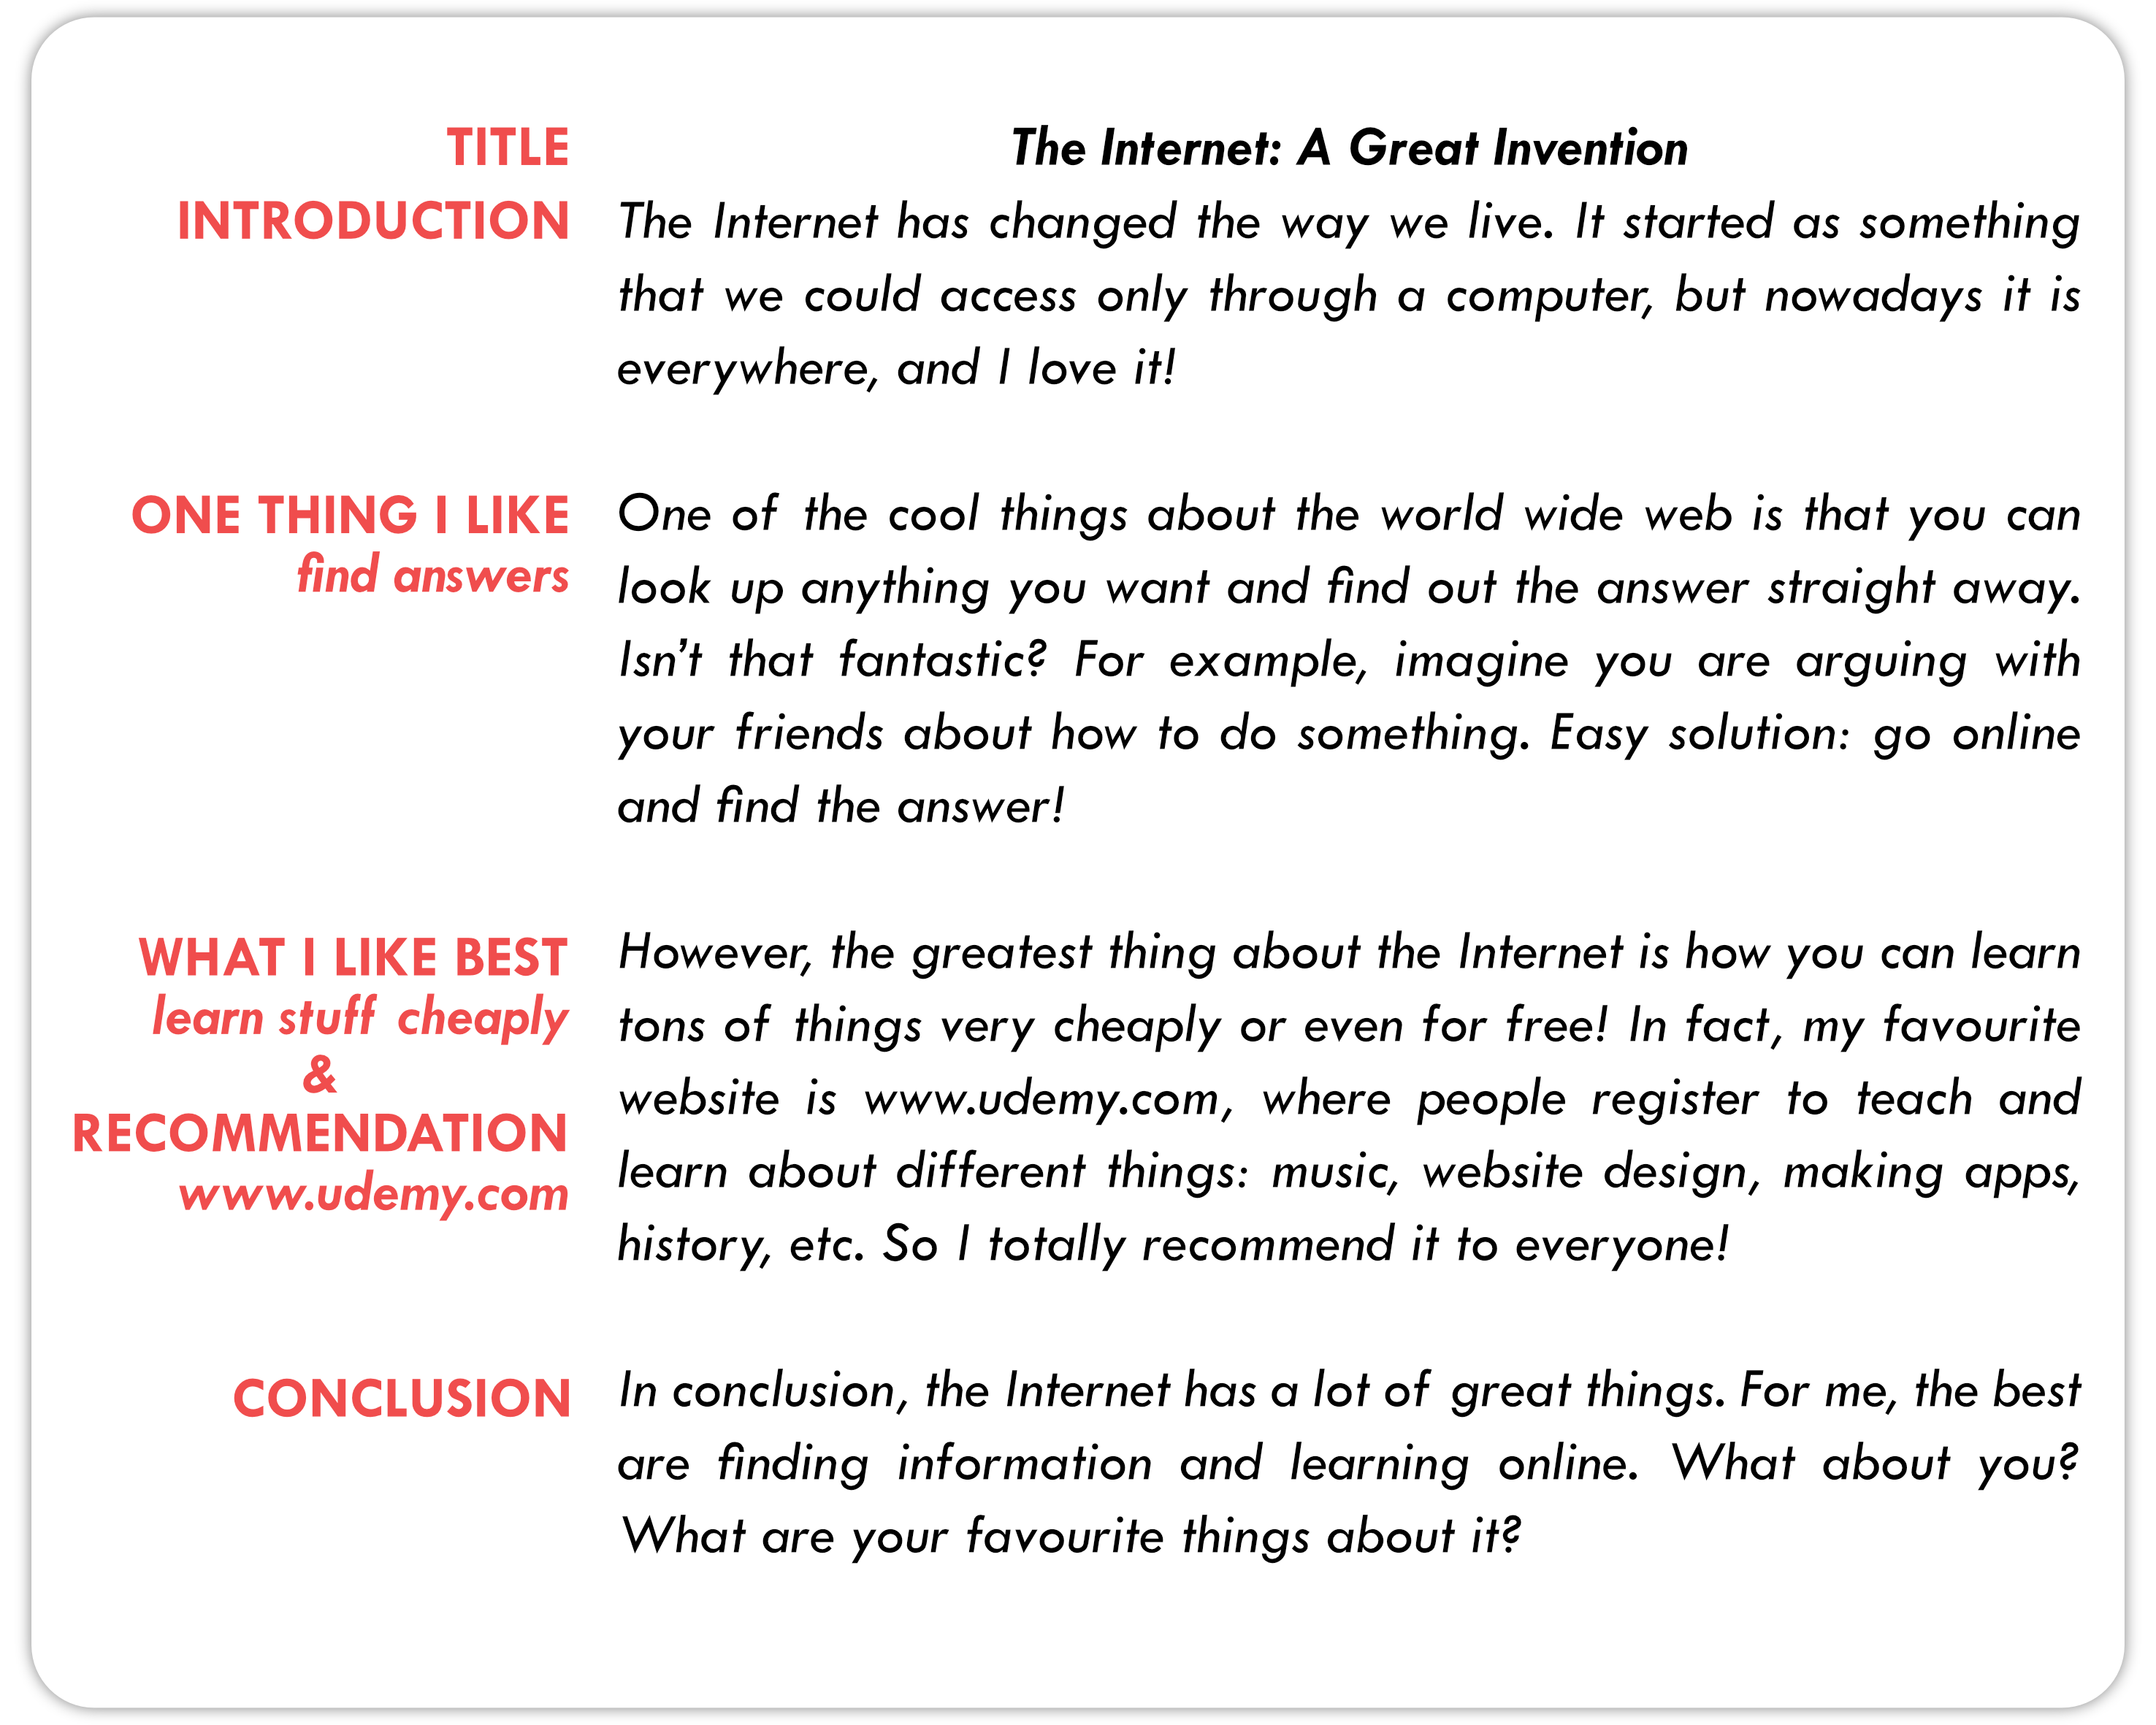 TITLE
The Internet: A Great Invention
INTRODUCTION
The Internet has changed the way we live. It started as something
that we could access only through a computer, but nowadays it is
everywhere, and I love it!
ONE THING I LIKE
find answers
One of the cool things about the world wide web is that you can
look up anything you want and find out the answer straight away.
Isn’t that fantastic? For example, imagine you are arguing with
your friends about how to do something. Easy solution: go online
and find the answer!
WHAT I LIKE BEST
learn stuff cheaply
&
RECOMMENDATION
www.udemy.com
However, the greatest thing about the Internet is how you can learn
tons of things very cheaply or even for free! In fact, my favourite
website is www.udemy.com, where people register to teach and
learn about different things: music, website design, making apps,
history, etc. So I totally recommend it to everyone!
CONCLUSION
In conclusion, the Internet has a lot of great things. For me, the best
are finding information and learning online. What about you?
What are your favourite things about it?